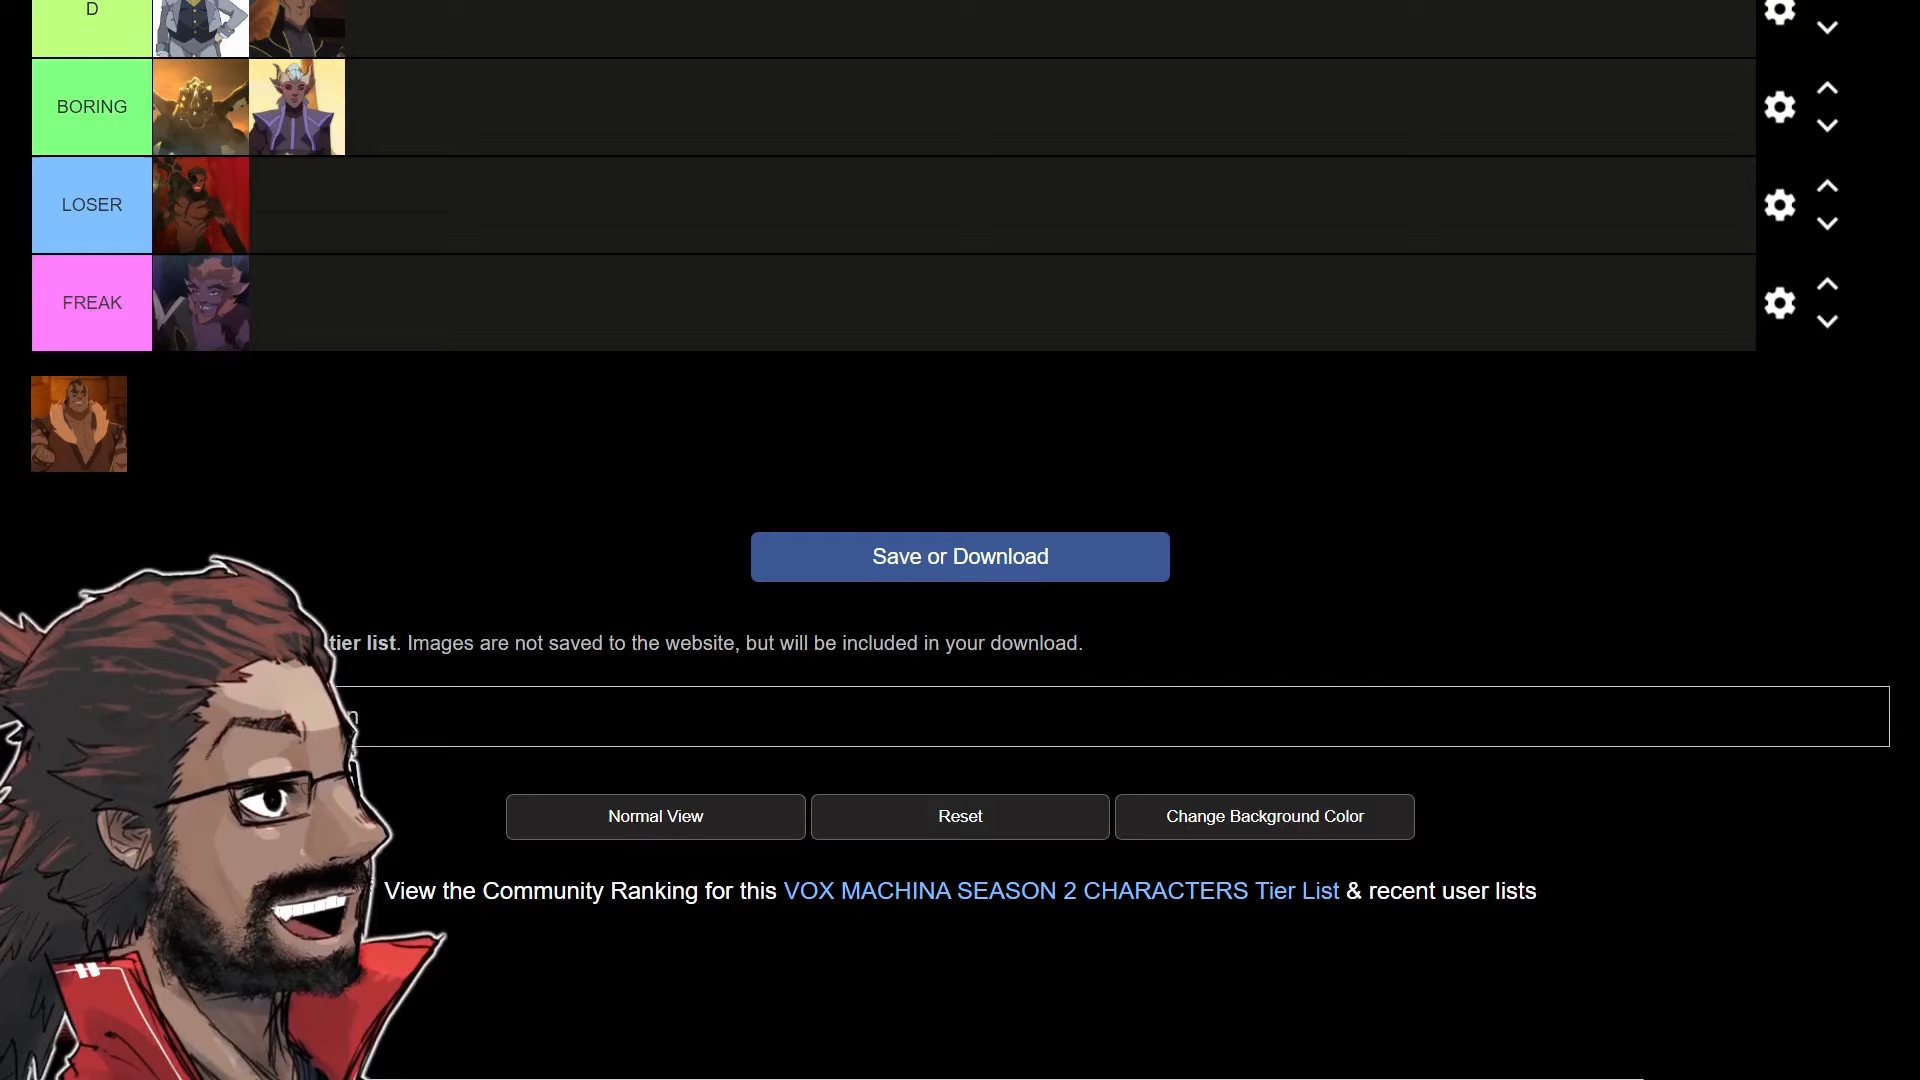 D
BORING
LOSER
FREAK
Save or Download
tier list. Images are not saved to the website, but will be included in your download.
n
Normal View
Reset
Change Background Color
View the Community Ranking for this VOX MACHINA SEASON 2 CHARACTERS Tier List & recent user lists